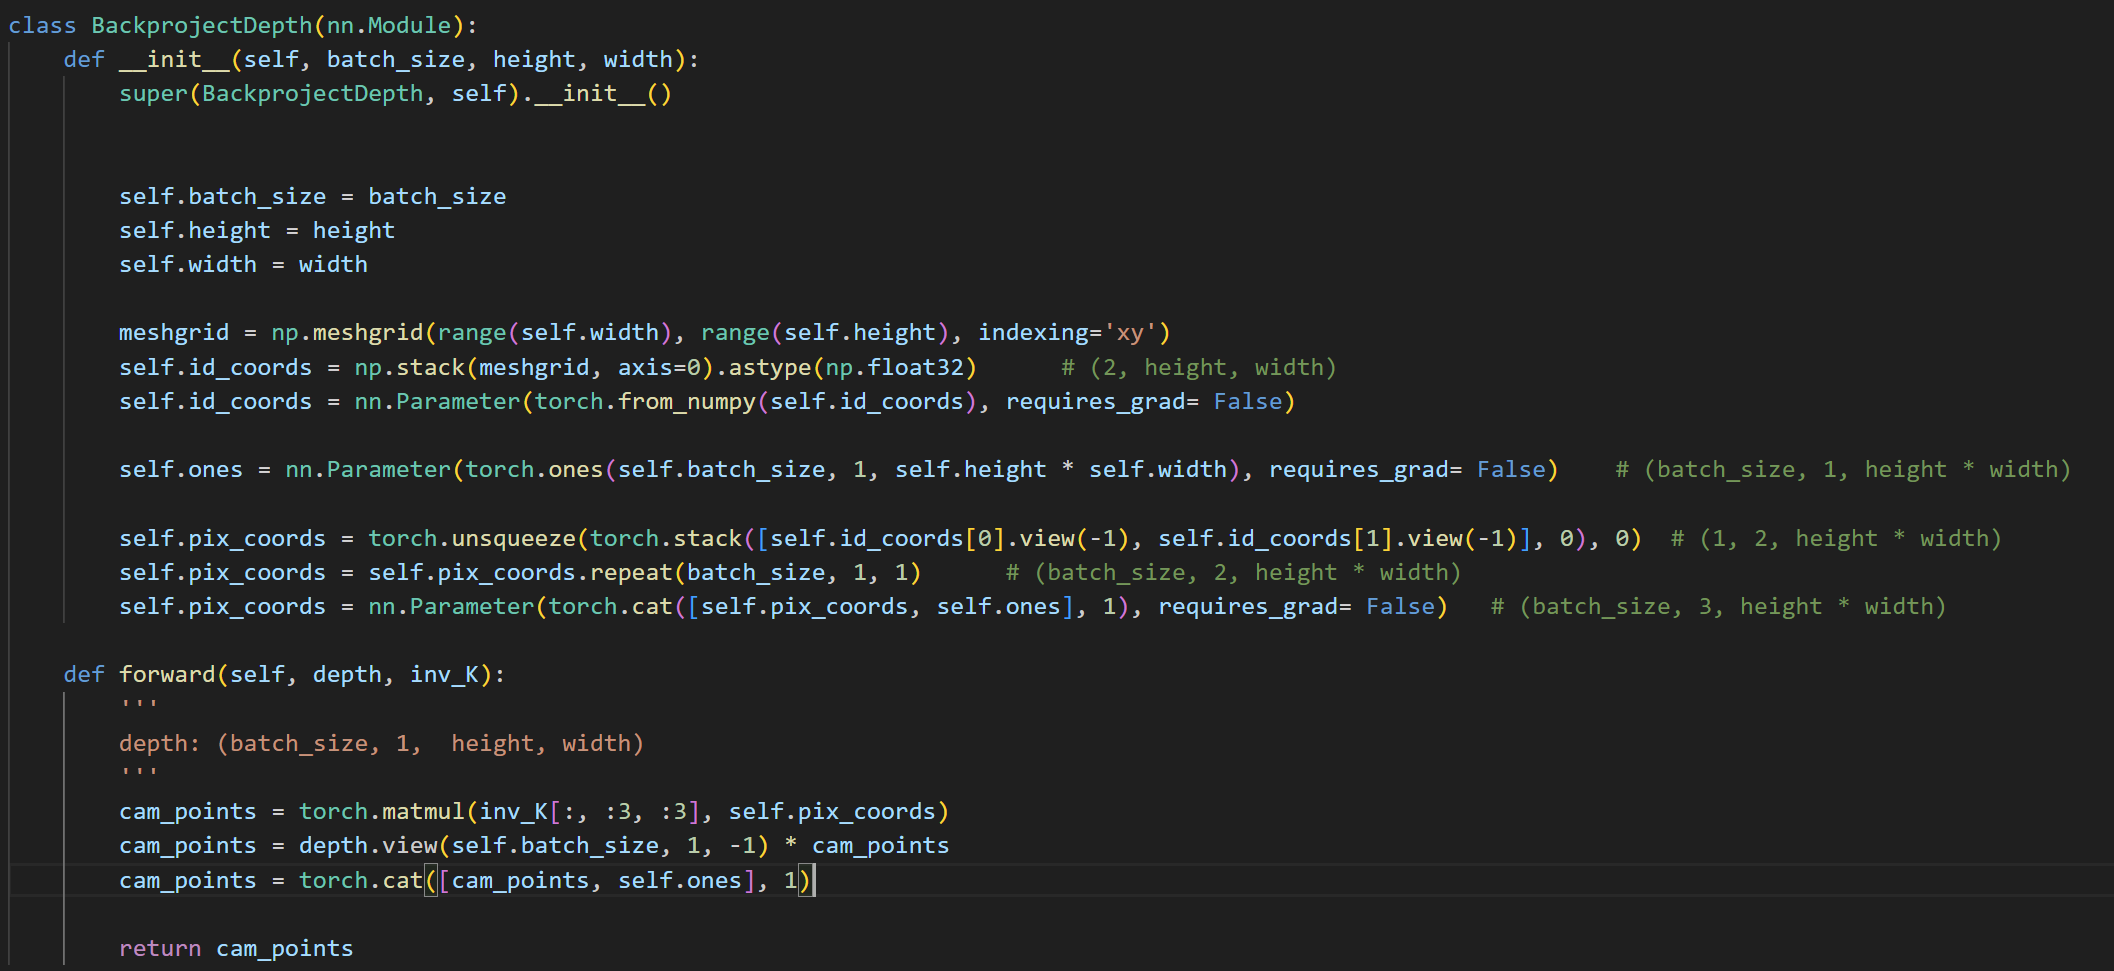 class BackprojectDepth(nn.Module):
    def __init__(self, batch_size, height, width):
        super(BackprojectDepth, self).__init__()
        self.batch_size = batch_size
        self.height = height
        self.width = width
        meshgrid = np.meshgrid(range(self.width), range(self.height), indexing='xy')
        self.id_coords = np.stack(meshgrid, axis=0).astype(np.float32)      # (2, height, width)
        self.id_coords = nn.Parameter(torch.from_numpy(self.id_coords), requires_grad= False)
        self.ones = nn.Parameter(torch.ones(self.batch_size, 1, self.height * self.width), requires_grad= False)    # (batch_size, 1, height * width)
        self.pix_coords = torch.unsqueeze(torch.stack([self.id_coords[0].view(-1), self.id_coords[1].view(-1)], 0), 0)  # (1, 2, height * width)
        self.pix_coords = self.pix_coords.repeat(batch_size, 1, 1)      # (batch_size, 2, height * width)
        self.pix_coords = nn.Parameter(torch.cat([self.pix_coords, self.ones], 1), requires_grad= False)   # (batch_size, 3, height * width)
    def forward(self, depth, inv_K):
        '''
        depth: (batch_size, 1,  height, width)
        '''
        cam_points = torch.matmul(inv_K[:, :3, :3], self.pix_coords)
        cam_points = depth.view(self.batch_size, 1, -1) * cam_points
        cam_points = torch.cat([cam_points, self.ones], 1)
        return cam_points